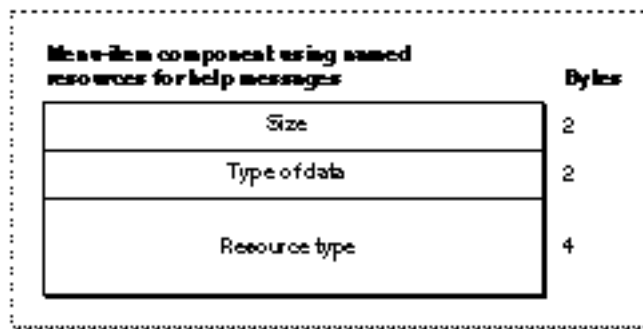 Menu-item component using named
resources for help messages Bytes
Size 2
Type of data 2
Resource type 4